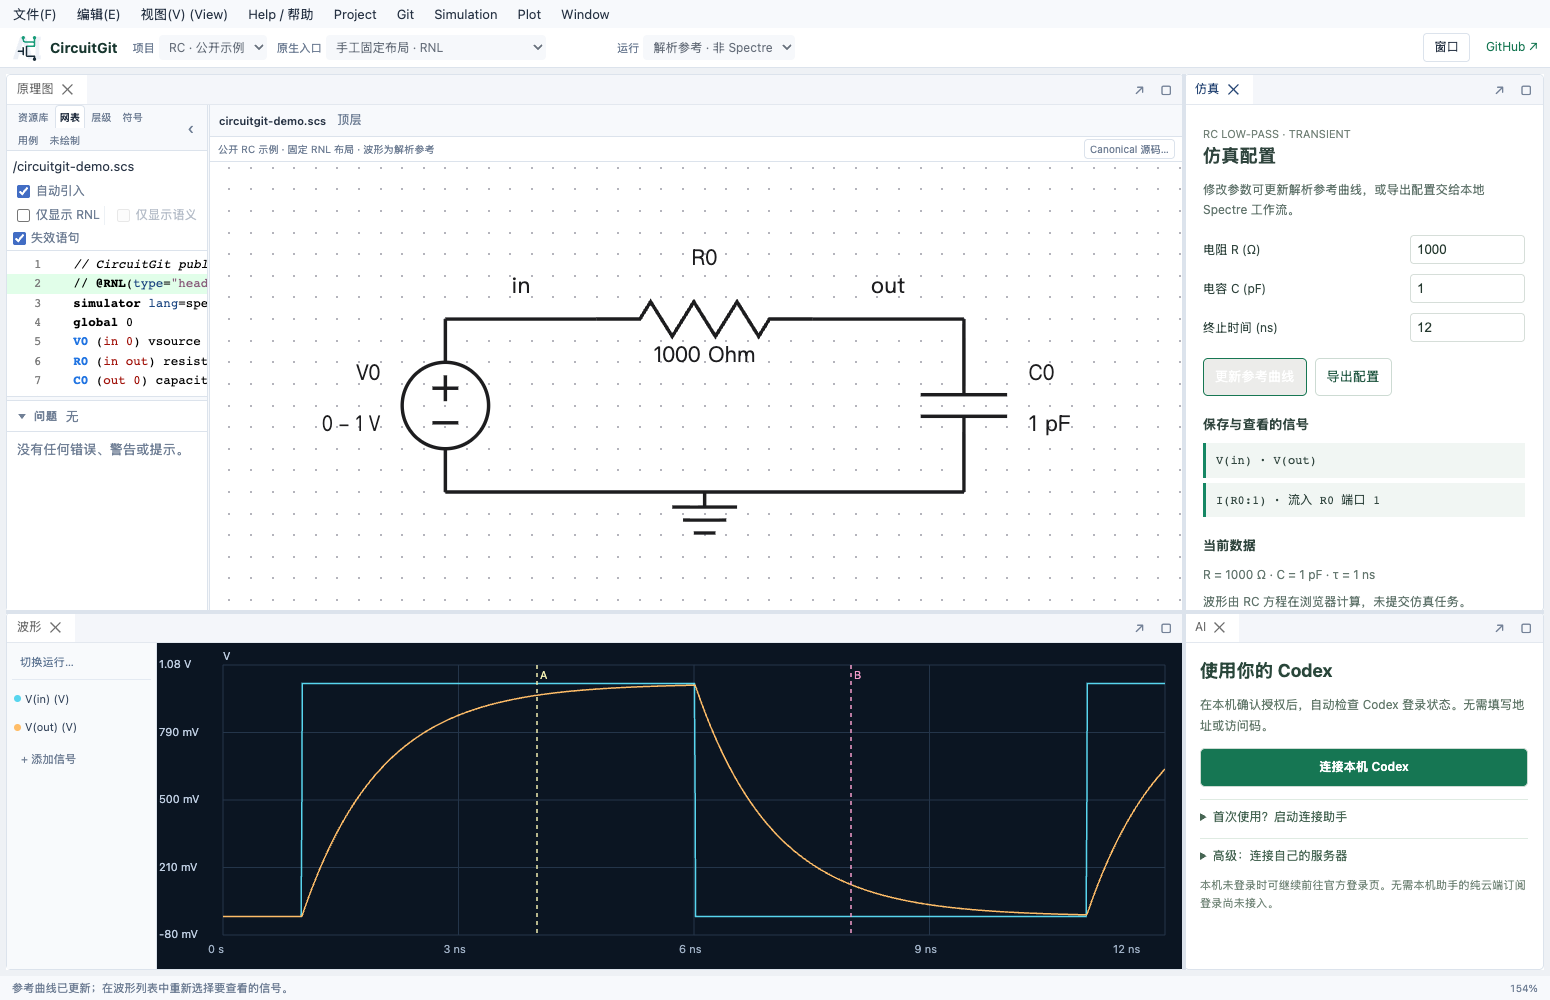 文件(F) 编辑(E) 视图(V) (View) Help / 帮助 Project Git Simulation Plot Window
CircuitGit 项目 RC · 公开示例 原生入口 手工固定布局 · RNL 运行 解析参考 · 非 Spectre 窗口 GitHub ↗
原理图
资源库 网表 层级 符号
用例 未绘制
/circuitgit-demo.scs
自动引入
仅显示 RNL 仅显示语义
失效语句
1 // CircuitGit publ
2 // @RNL(type="head
3 simulator lang=spe
4 global 0
5 V0 (in 0) vsource
6 R0 (in out) resist
7 C0 (out 0) capacit
问题 无
没有任何错误、警告或提示。
circuitgit-demo.scs 顶层
公开 RC 示例 · 固定 RNL 布局 · 波形为解析参考 Canonical 源码...
R0
in out
1000 Ohm
V0
0 – 1 V
C0
1 pF
仿真
RC LOW-PASS · TRANSIENT
仿真配置
修改参数可更新解析参考曲线，或导出配置交给本地
Spectre 工作流。
电阻 R (Ω) 1000
电容 C (pF) 1
终止时间 (ns) 12
更新参考曲线 导出配置
保存与查看的信号
V(in) · V(out)
I(R0:1) · 流入 R0 端口 1
当前数据
R = 1000 Ω · C = 1 pF · τ = 1 ns
波形由 RC 方程在浏览器计算，未提交仿真任务。
波形
切换运行...
V(in) (V)
V(out) (V)
+ 添加信号
V
1.08 V
790 mV
500 mV
210 mV
-80 mV
A B
0 s 3 ns 6 ns 9 ns 12 ns
AI
使用你的 Codex
在本机确认授权后，自动检查 Codex 登录状态。无需填写地
址或访问码。
连接本机 Codex
首次使用？启动连接助手
高级：连接自己的服务器
本机未登录时可继续前往官方登录页。无需本机助手的纯云端订阅
登录尚未接入。
参考曲线已更新；在波形列表中重新选择要查看的信号。 154%